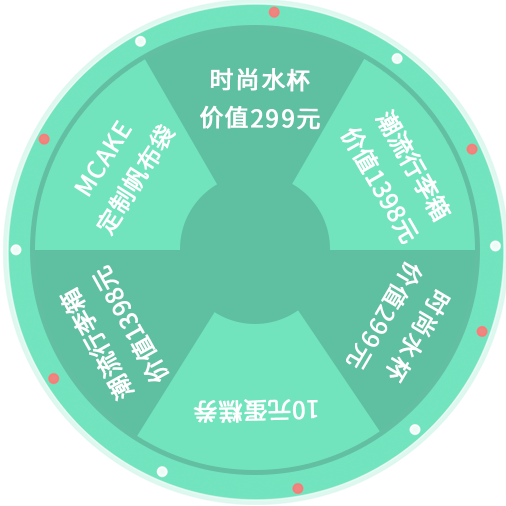 时尚水杯
价值299元
潮流行李箱
价值1398元
时尚水杯
价值299元
10元蛋糕券
潮流行李箱
价值1398元
MCAKE
定制帆布袋